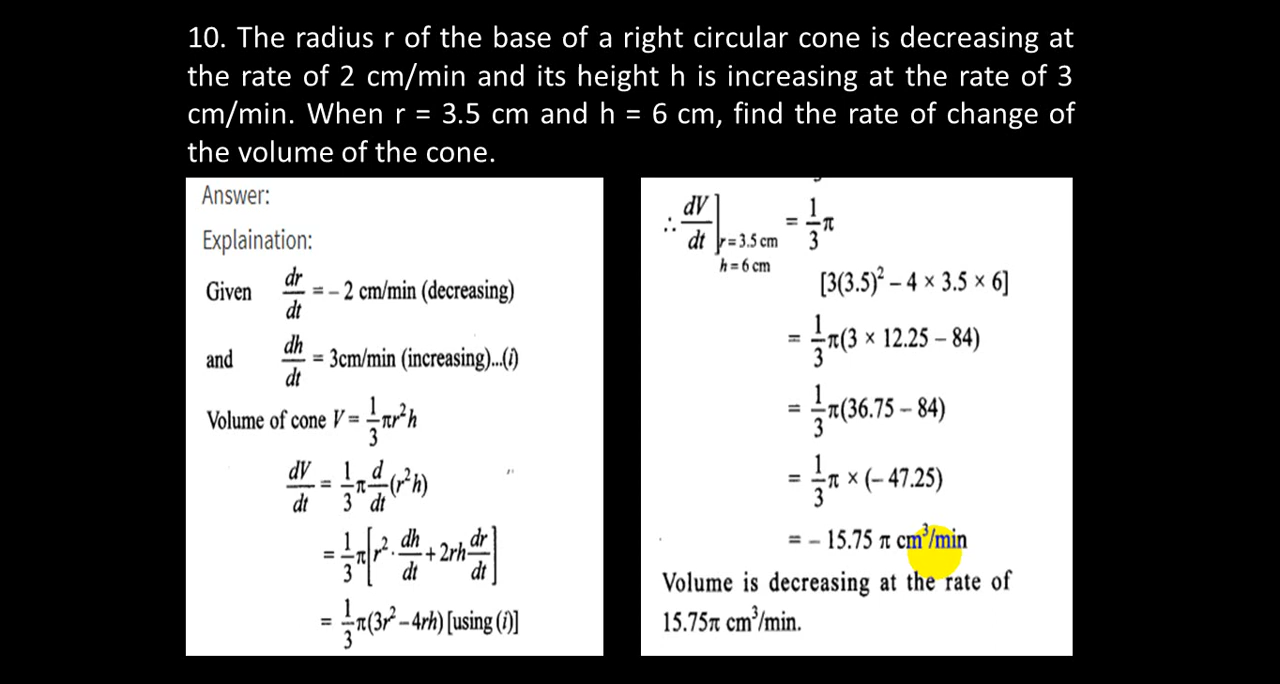 10. The radius r of the base of a right circular cone is decreasing at
the rate of 2 cm/min and its height h is increasing at the rate of 3
cm/min. When r = 3.5 cm and h = 6 cm, find the rate of change of
the volume of the cone.
Answer:
Explaination:
Given dr/dt = – 2 cm/min (decreasing)
and dh/dt = 3cm/min (increasing)...(i)
Volume of cone V = 1/3 πr²h
dV/dt = 1/3 π d/dt (r²h)
= 1/3 π[r² · dh/dt + 2rh dr/dt]
= 1/3 π(3r² – 4rh) [using (i)]
∴ dV/dt]r = 3.5 cm h = 6 cm = 1/3 π
[3(3.5)² – 4 × 3.5 × 6]
= 1/3 π(3 × 12.25 – 84)
= 1/3 π(36.75 – 84)
= 1/3 π × (– 47.25)
= – 15.75 π cm³/min
Volume is decreasing at the rate of
15.75π cm³/min.